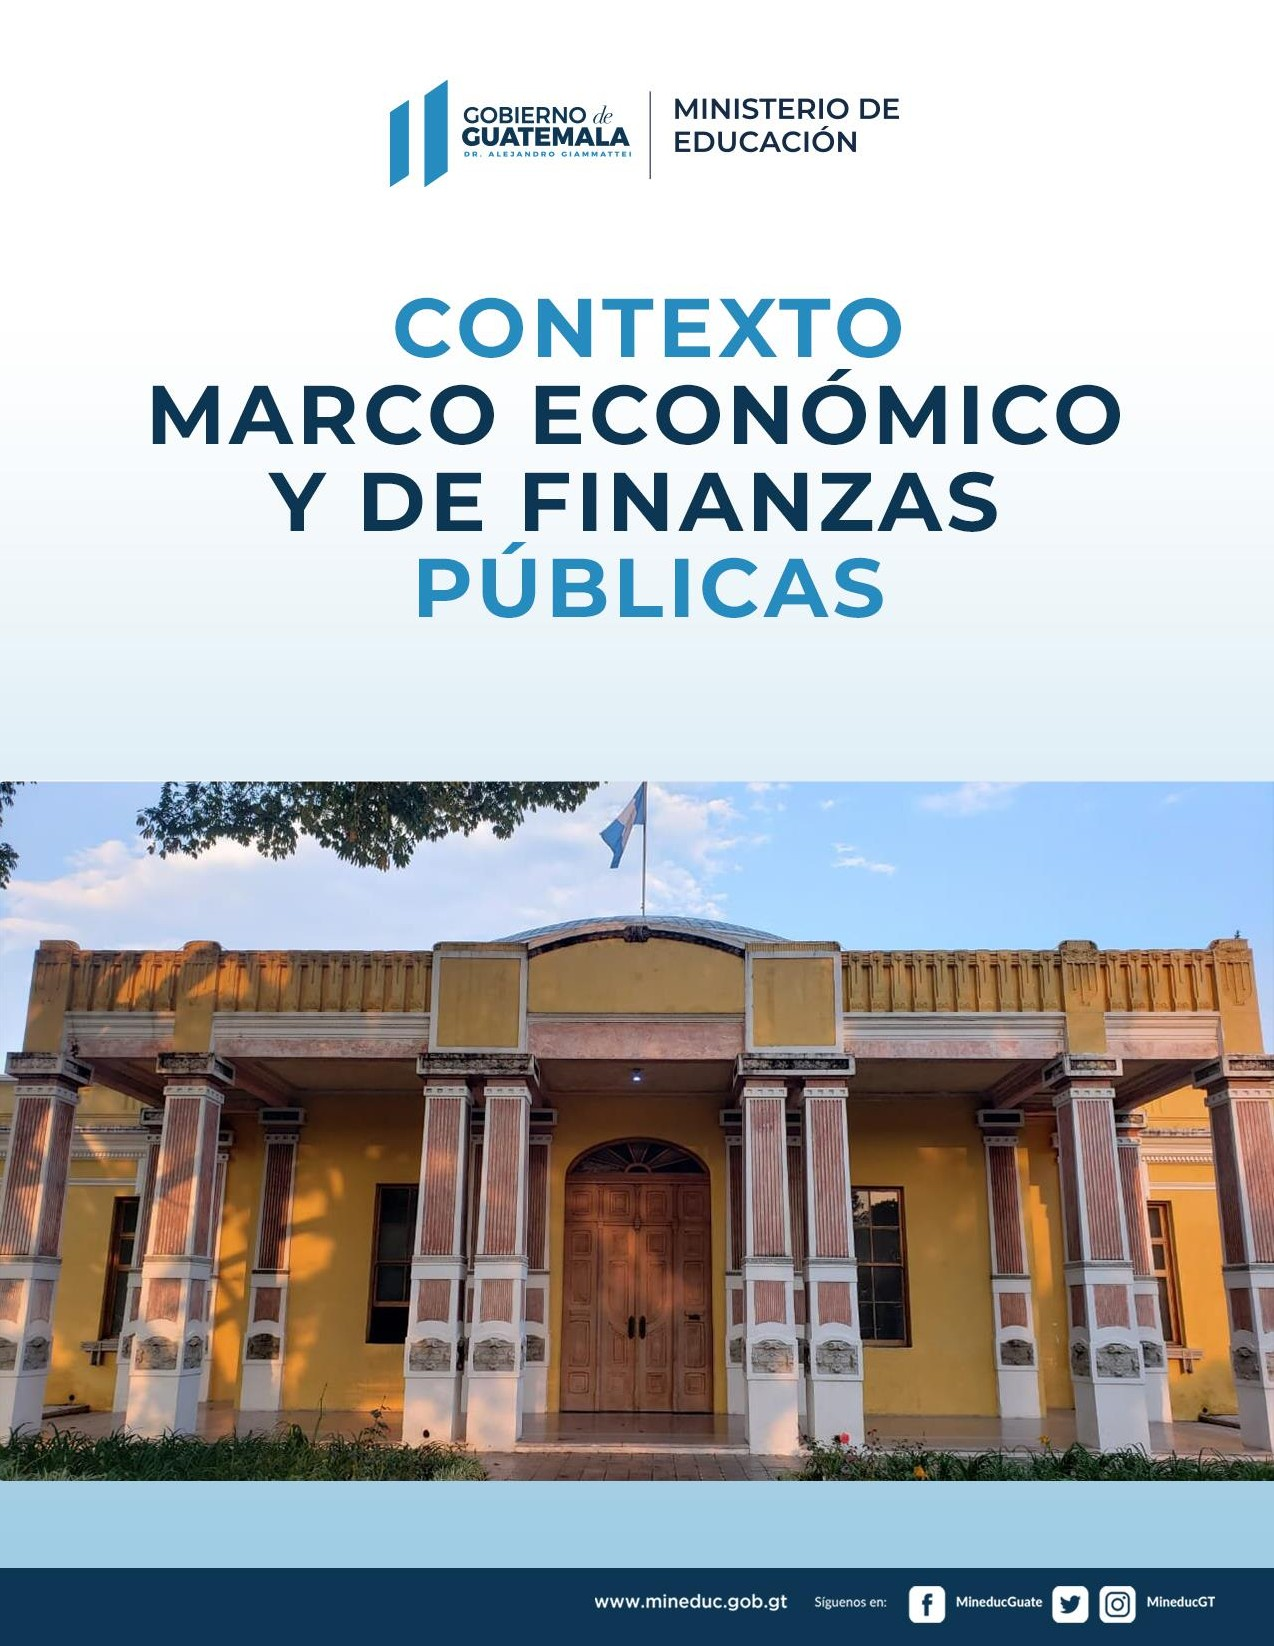 GOBIERNO de
GUATEMALA
DR. ALEJANDRO GIAMMATTEI
MINISTERIO DE
EDUCACIÓN
CONTEXTO
MARCO ECONÓMICO
Y DE FINANZAS
PÚBLICAS
www.mineduc.gob.gt Síguenos en: MineducGuate MineducGT